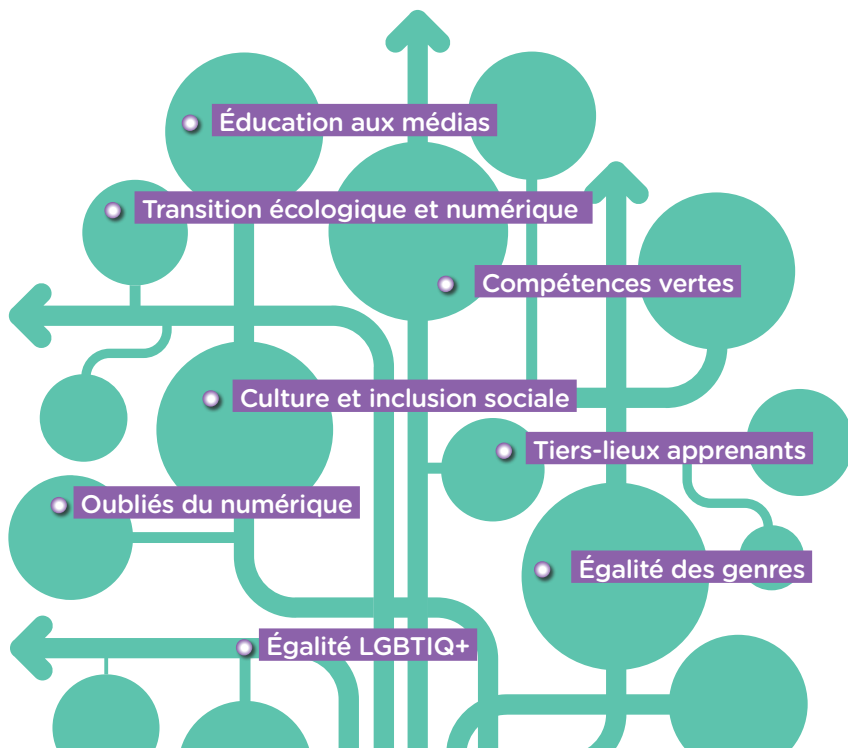 Éducation aux médias
Transition écologique et numérique
Compétences vertes
Culture et inclusion sociale
Tiers-lieux apprenants
Oubliés du numérique
Égalité des genres
Égalité LGBTIQ+